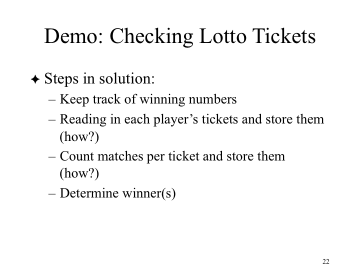 Demo: Checking Lotto Tickets
✦ Steps in solution:
– Keep track of winning numbers
– Reading in each player’s tickets and store them
(how?)
– Count matches per ticket and store them
(how?)
– Determine winner(s)
22